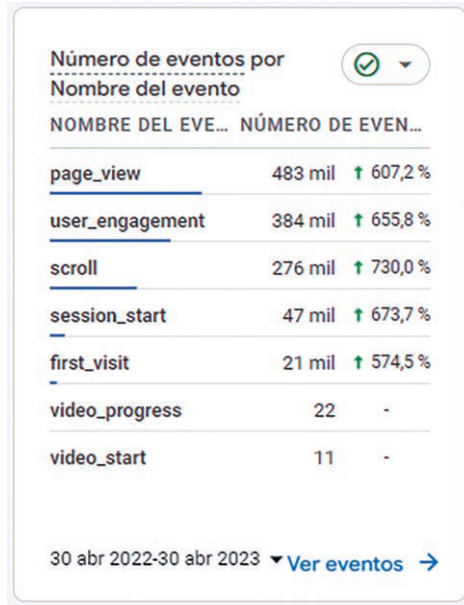 Número de eventos por
Nombre del evento
NOMBRE DEL EVE... NÚMERO DE EVEN...
page_view 483 mil ↑ 607,2 %
user_engagement 384 mil ↑ 655,8 %
scroll 276 mil ↑ 730,0 %
session_start 47 mil ↑ 673,7 %
first_visit 21 mil ↑ 574,5 %
video_progress 22 -
video_start 11 -
30 abr 2022-30 abr 2023 Ver eventos →